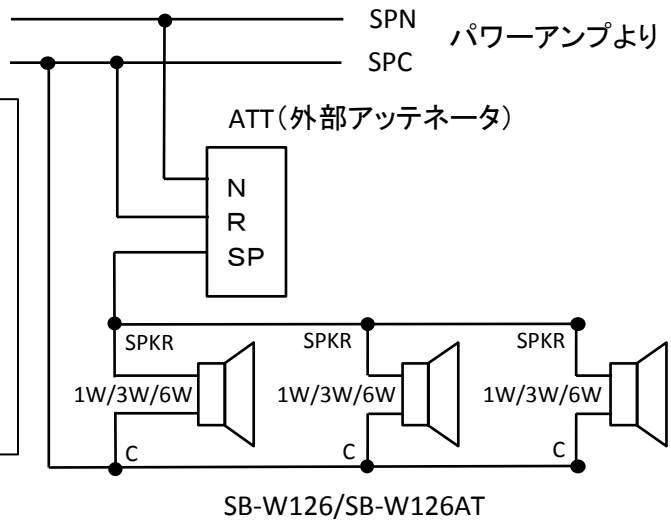 SPN
パワーアンプより
SPC
ATT(外部アッテネータ)
N
R
SP
SPKR SPKR SPKR
1W/3W/6W 1W/3W/6W 1W/3W/6W
C C C
SB-W126/SB-W126AT